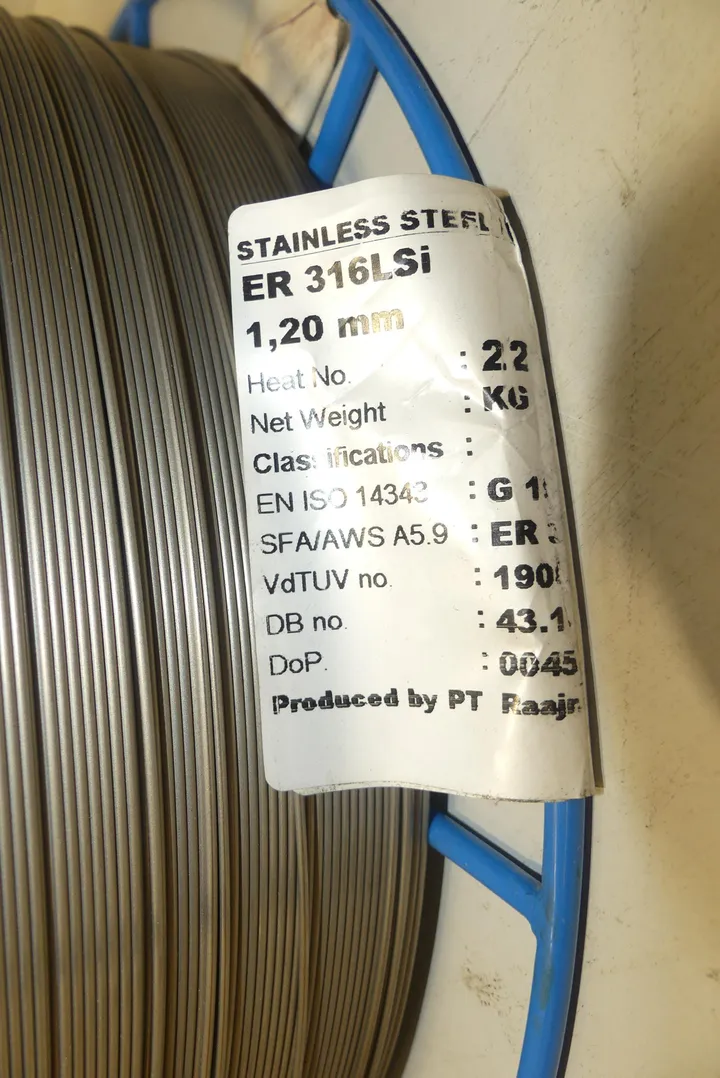 STAINLESS STEEL
ER 316LSi
1,20 mm
Heat No. : 22
Net Weight : KG
Classifications :
EN ISO 14343 : G 1
SFA/AWS A5.9 : ER
VdTUV no. : 190
DB no. : 43.1
DoP. : 0045
Produced by PT Raajr